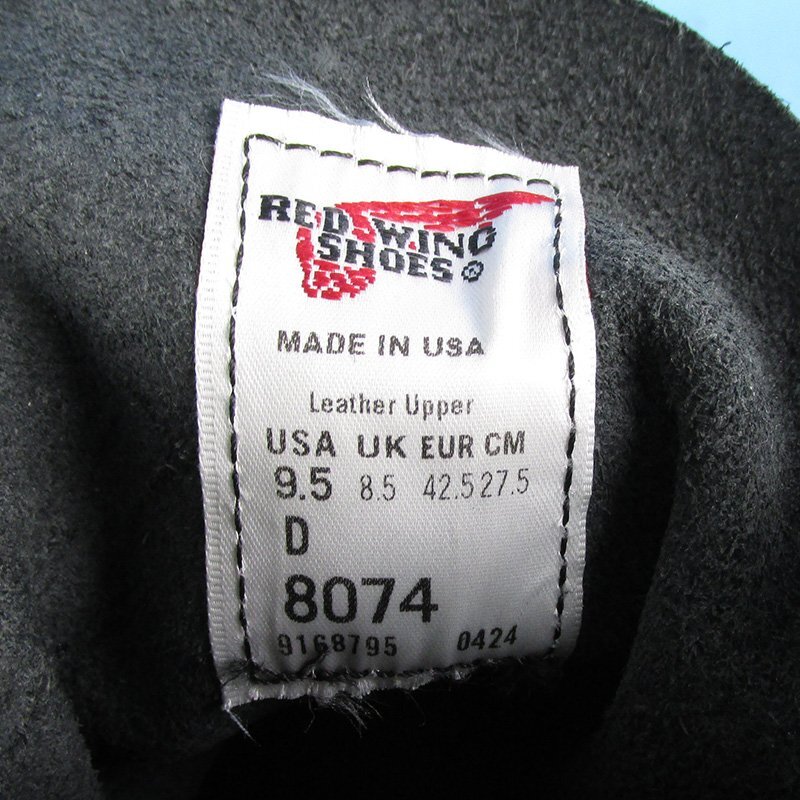 RED WING
SHOES®
MADE IN USA
Leather Upper
USA UK EUR CM
9.5 8.5 42.5 27.5
D
8074
9168795 0424